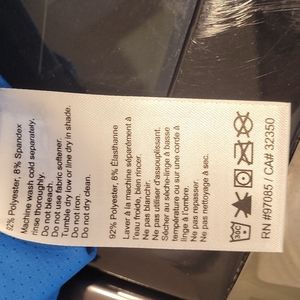 92% Polyester, 8% Spandex
Machine wash cold separately,
rinse thoroughly.
Do not bleach.
Do not use fabric softener.
Tumble dry low or line dry in shade.
Do not iron.
Do not dry clean.
92% Polyester, 8% Élasthanne
Laver à la machine séparément à
l'eau froide, bien rincer.
Ne pas blanchir.
Ne pas utiliser d'assouplissant.
Sécher au sèche-linge à basse
température ou sur une corde à
linge à l'ombre.
Ne pas repasser
Ne pas nettoyage à sec.
RN #97085 / CA# 32350